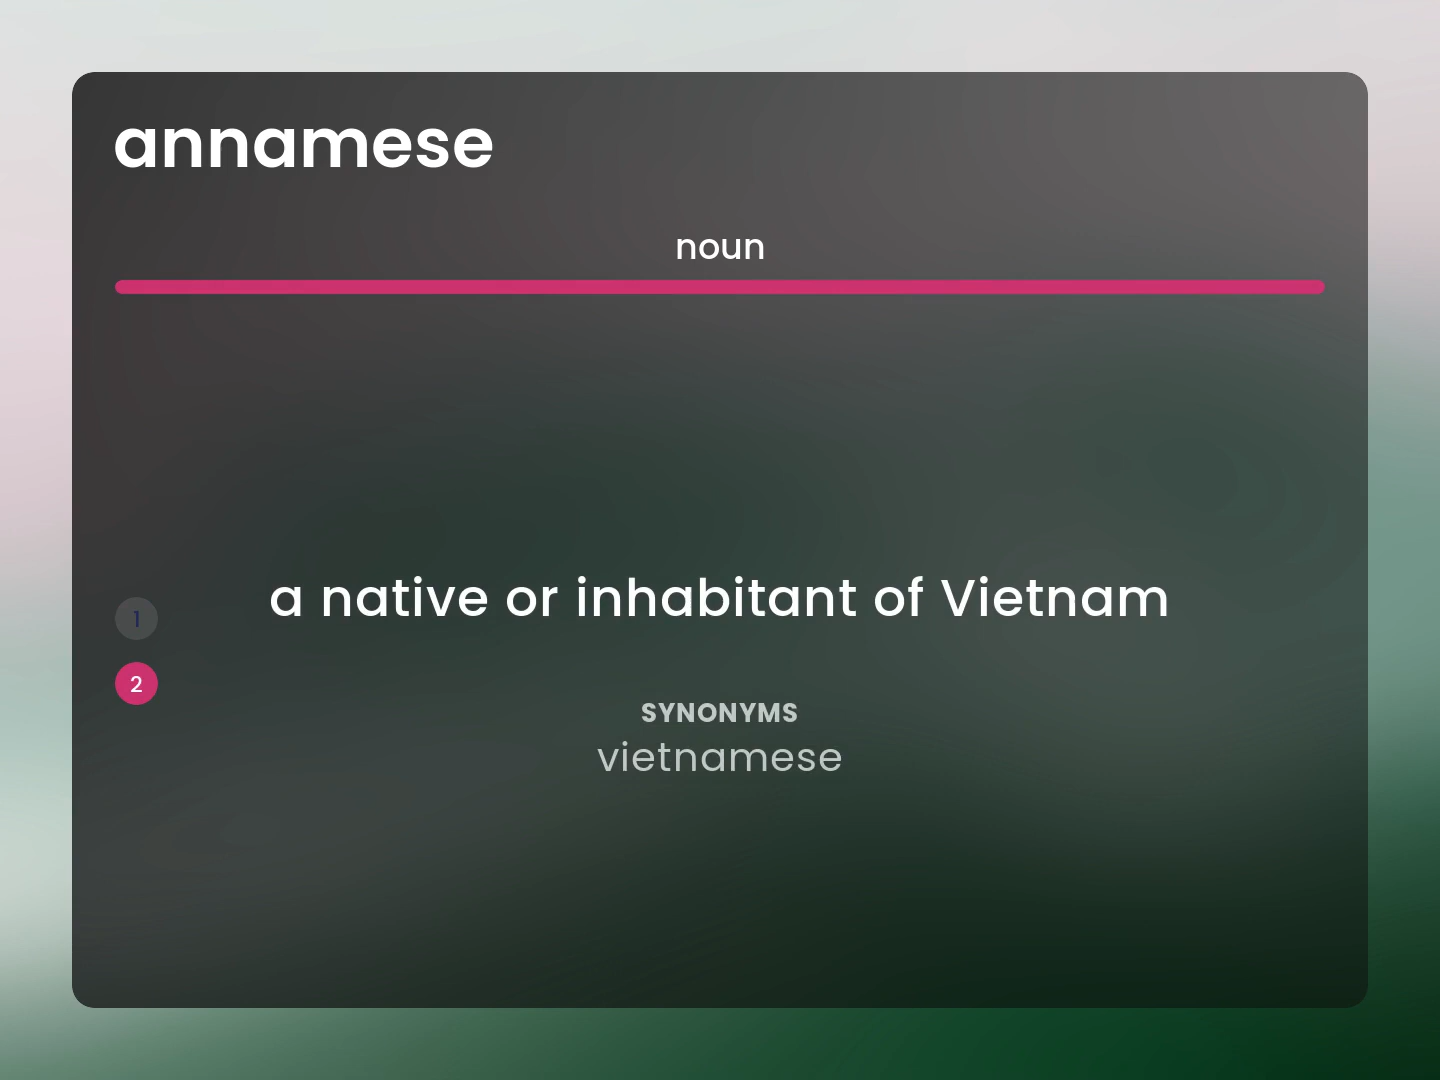 annamese
noun
a native or inhabitant of Vietnam
1
2
SYNONYMS
vietnamese